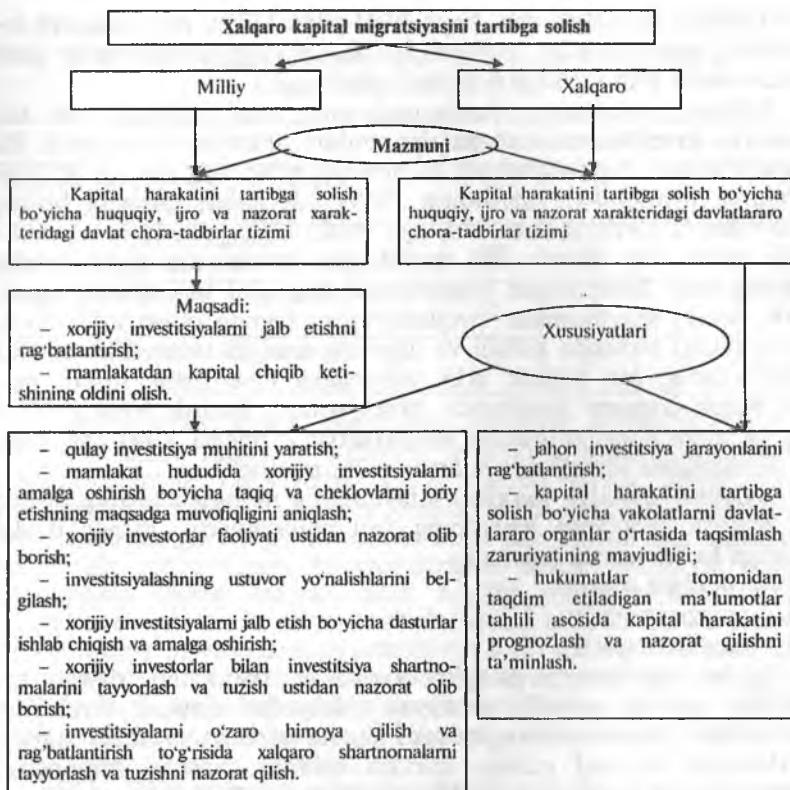 Xalqaro kapital migratsiyasini tartibga solish
Milliy
Xalqaro
Mazmuni
Kapital harakatini tartibga solish
bo‘yicha huquqiy, ijro va nazorat xarak-
teridagi davlat chora-tadbirlar tizimi
Kapital harakatini tartibga solish bo‘yicha
huquqiy, ijro va nazorat xarakteridagi davlatlararo
chora-tadbirlar tizimi
Maqsadi:
– xorijiy investitsiyalarni jalb etishni
rag‘batlantirish;
– mamlakatdan kapital chiqib keti-
shining oldini olish.
Xususiyatlari
– qulay investitsiya muhitini yaratish;
– mamlakat hududida xorijiy investitsiyalarni
amalga oshirish bo‘yicha taqiq va cheklovlarni joriy
etishning maqsadga muvofiqligini aniqlash;
– xorijiy investorlar faoliyati ustidan nazorat olib
borish;
– investitsiyalashning ustuvor yo‘nalishlarini bel-
gilash;
– xorijiy investitsiyalarni jalb etish bo‘yicha dasturlar
ishlab chiqish va amalga oshirish;
– xorijiy investorlar bilan investitsiya shartno-
malarini tayyorlash va tuzish ustidan nazorat olib
borish;
– investitsiyalarni o‘zaro himoya qilish va
rag‘batlantirish to‘g‘risida xalqaro shartnomalarni
tayyorlash va tuzishni nazorat qilish.
– jahon investitsiya jarayonlarini
rag‘batlantirish;
– kapital harakatini tartibga
solish bo‘yicha vakolatlarni davlat-
lararo organlar o‘rtasida taqsimlash
zaruriyatining mavjudligi;
– hukumatlar tomonidan
taqdim etiladigan ma’lumotlar
tahlili asosida kapital harakatini
prognozlash va nazorat qilishni
ta’minlash.